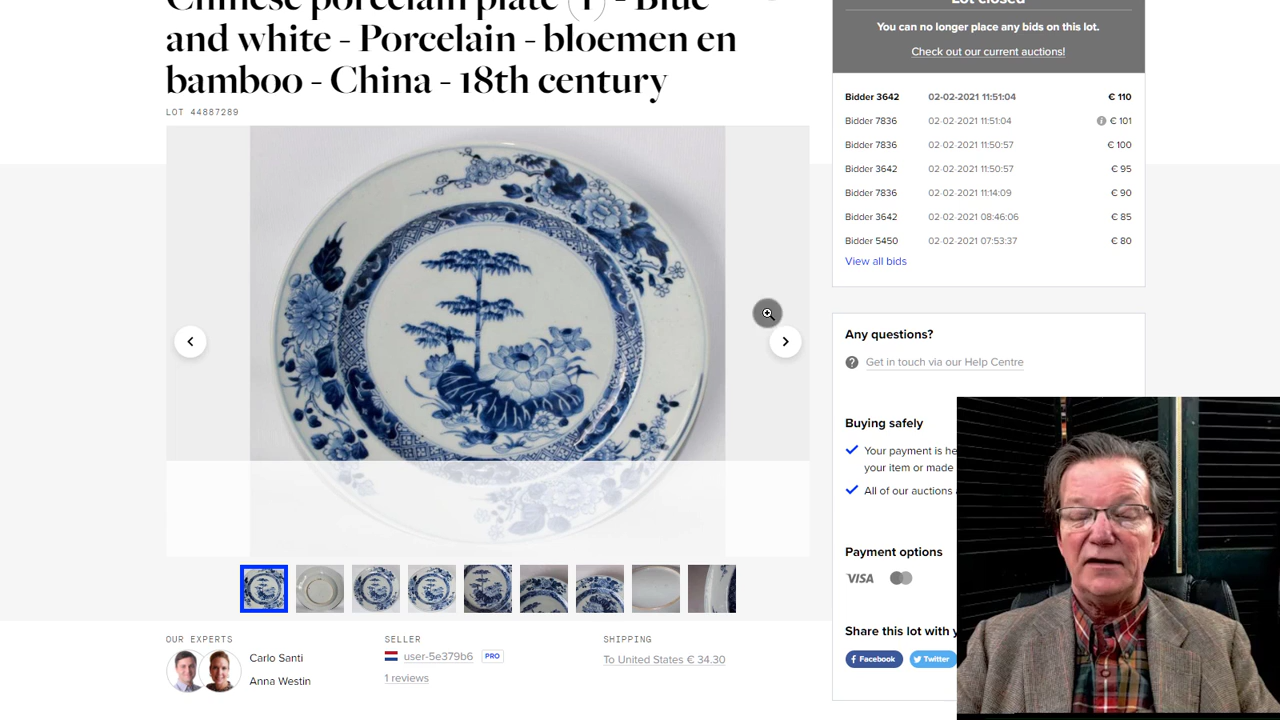 Chinese porcelain plate (1) - Blue
and white - Porcelain - bloemen en
bamboo - China - 18th century
LOT 44887289
Lot closed
You can no longer place any bids on this lot.
Check out our current auctions!
Bidder 3642 02-02-2021 11:51:04 € 110
Bidder 7836 02-02-2021 11:51:04 € 101
Bidder 7836 02-02-2021 11:50:57 € 100
Bidder 3642 02-02-2021 11:50:57 € 95
Bidder 7836 02-02-2021 11:14:09 € 90
Bidder 3642 02-02-2021 08:46:06 € 85
Bidder 5450 02-02-2021 07:53:37 € 80
View all bids
Any questions?
Get in touch via our Help Centre
Buying safely
Your payment is he
your item or made
All of our auctions
Payment options
VISA
Share this lot with y
Facebook
Twitter
OUR EXPERTS
Carlo Santi
Anna Westin
SELLER
user-5e379b6 PRO
1 reviews
SHIPPING
To United States € 34.30